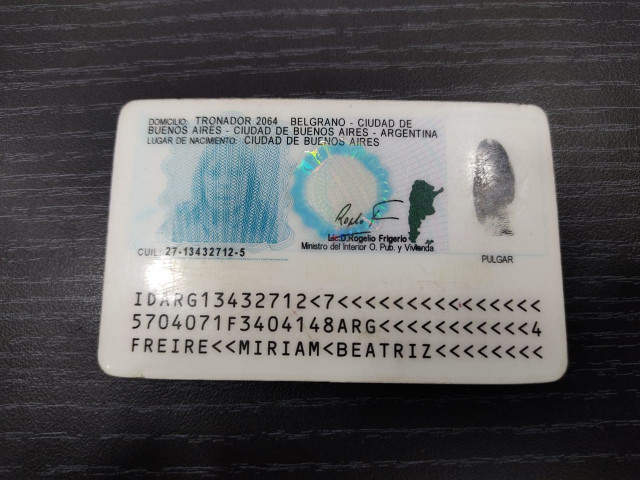 DOMICILIO: TRONADOR 2064 BELGRANO - CIUDAD DE
BUENOS AIRES - CIUDAD DE BUENOS AIRES - ARGENTINA
LUGAR DE NACIMIENTO: CIUDAD DE BUENOS AIRES
Lic.D.Rogelio Frigerio
Ministro del Interior O. Pub. y Vivienda
CUIL: 27-13432712-5
PULGAR
IDARG13432712<7<<<<<<<<<<<<<<<
5704071F3404148ARG<<<<<<<<<<<4
FREIRE<<MIRIAM<BEATRIZ<<<<<<<<